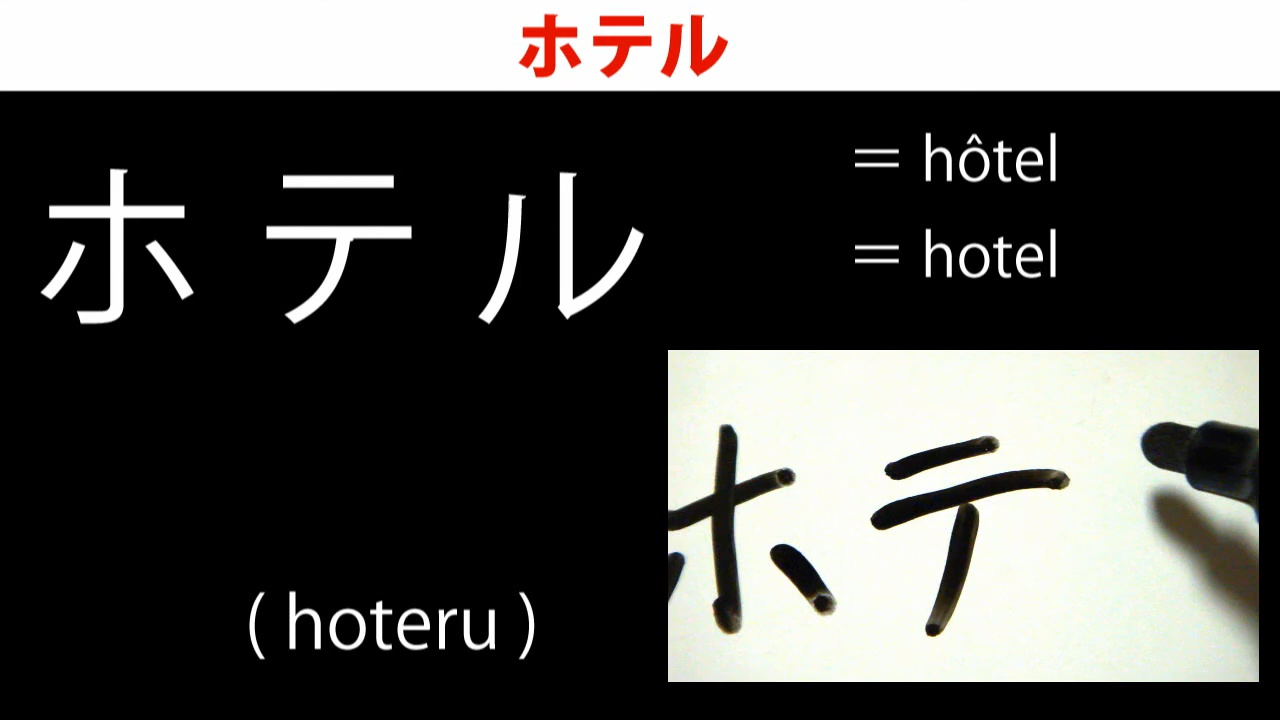 ホテル
ホテル
= hôtel
= hotel
ホテ
( hoteru )